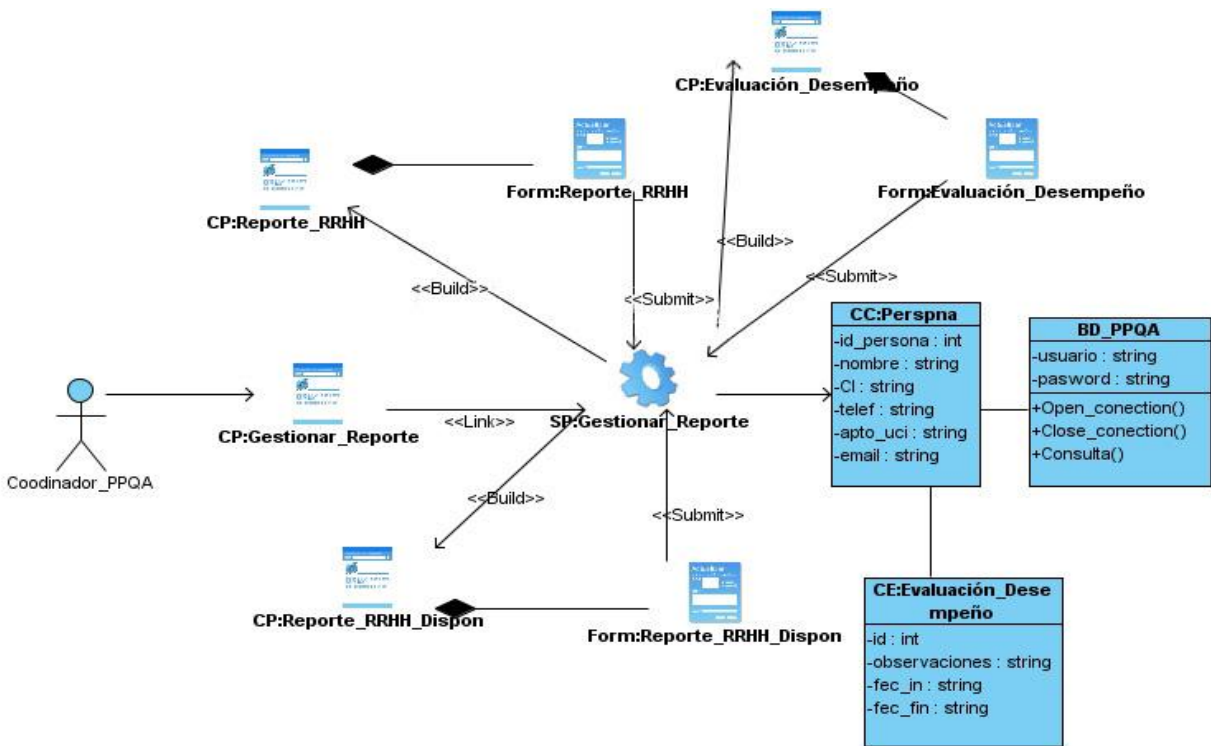 CP:Evaluación_Desempeño
Form:Reporte_RRHH
Form:Evaluación_Desempeño
CP:Reporte_RRHH
<<Build>>
<<Build>>
<<Submit>>
<<Submit>>
CC:Perspna
-id_persona : int
-nombre : string
-CI : string
-telef : string
-apto_uci : string
-email : string
BD_PPQA
-usuario : string
-pasword : string
+Open_conection()
+Close_conection()
+Consulta()
Coodinador_PPQA
CP:Gestionar_Reporte
<<Link>>
SP:Gestionar_Reporte
<<Build>>
<<Submit>>
CP:Reporte_RRHH_Dispon
Form:Reporte_RRHH_Dispon
CE:Evaluación_Dese
mpeño
-id : int
-observaciones : string
-fec_in : string
-fec_fin : string